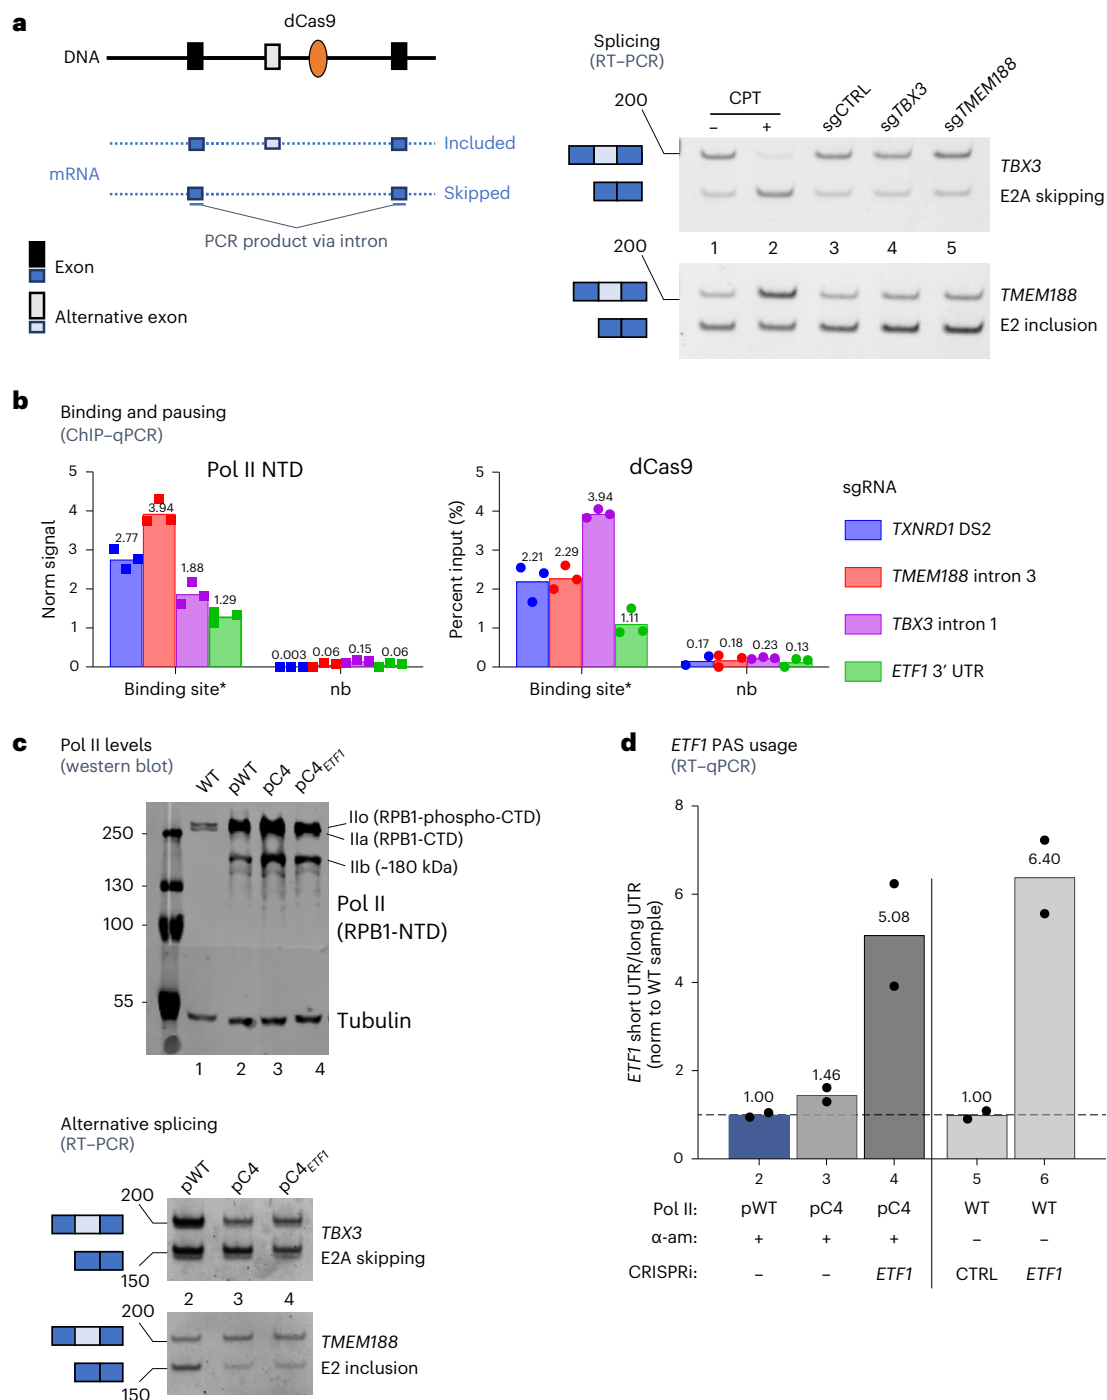 a
dCas9
DNA
Included
mRNA
Skipped
PCR product via intron
Exon
Alternative exon
Splicing
(RT–PCR)
200
CPT
– +
sgCTRL
sgTBX3
sgTMEM188
TBX3
E2A skipping
1 2 3 4 5
200
TMEM188
E2 inclusion
b
Binding and pausing
(ChIP–qPCR)
Pol II NTD
Norm signal
5
4
3
2
1
0
2.77
3.94
1.88
1.29
0.003
0.06
0.15
0.06
Binding site*
nb
dCas9
Percent input (%)
5
4
3
2
1
0
2.21
2.29
3.94
1.11
0.17
0.18
0.23
0.13
Binding site*
nb
sgRNA
TXNRD1 DS2
TMEM188 intron 3
TBX3 intron 1
ETF1 3′ UTR
c
Pol II levels
(western blot)
WT
pWT
pC4
pC4ETF1
250
130
100
55
IIo (RPB1-phospho-CTD)
IIa (RPB1-CTD)
IIb (~180 kDa)
Pol II
(RPB1-NTD)
Tubulin
1 2 3 4
Alternative splicing
(RT–PCR)
pWT
pC4
pC4ETF1
200
TBX3
E2A skipping
150
2 3 4
200
TMEM188
E2 inclusion
150
d
ETF1 PAS usage
(RT–qPCR)
ETF1 short UTR/long UTR
(norm to WT sample)
8
6
4
2
0
1.00
1.46
5.08
1.00
6.40
2 3 4 5 6
Pol II: pWT pC4 pC4 WT WT
α-am: + + + – –
CRISPRi: – – ETF1 CTRL ETF1